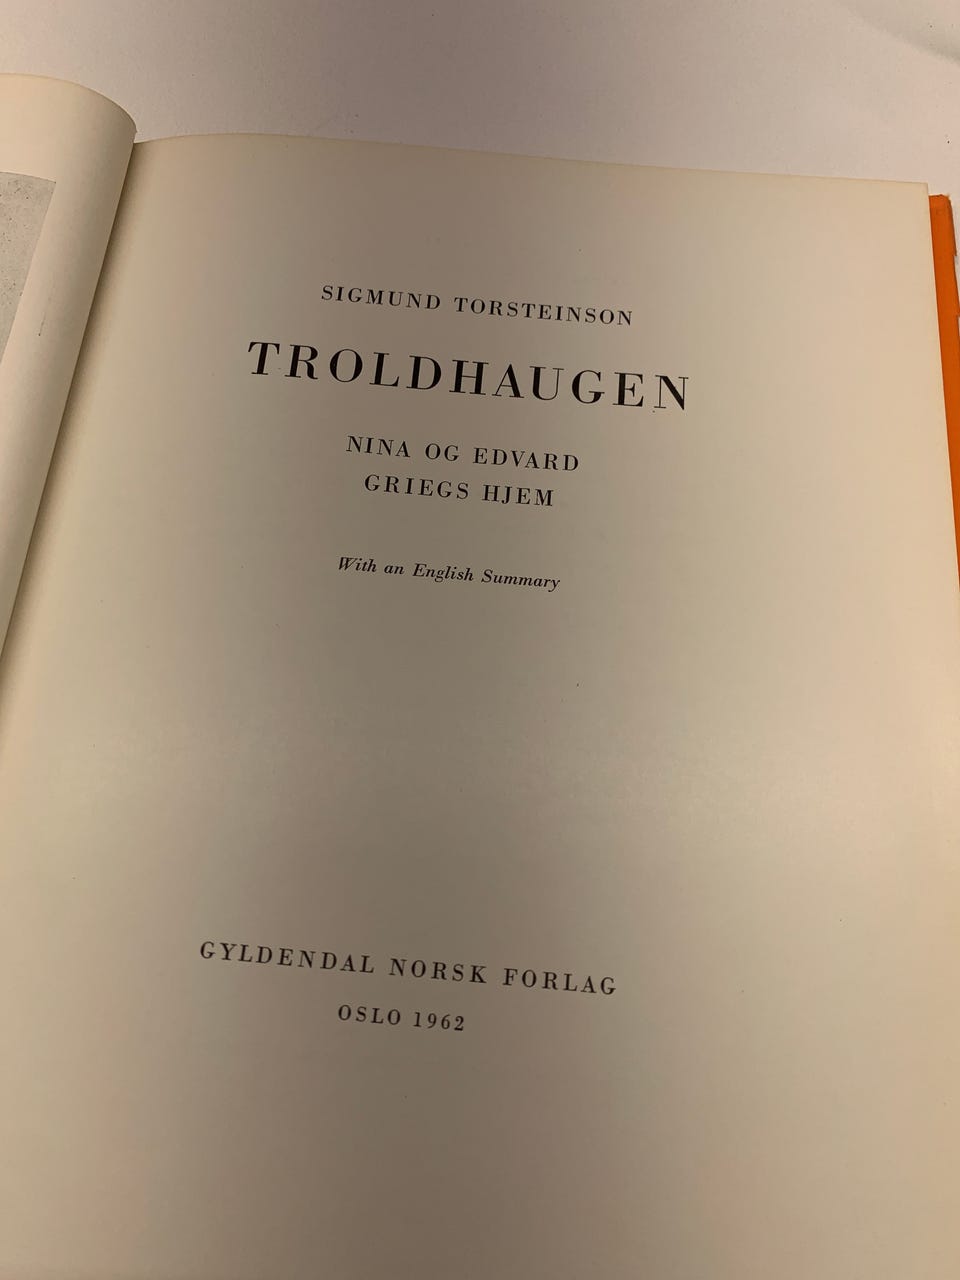 SIGMUND TORSTEINSON
TROLDHAUGEN
NINA OG EDVARD
GRIEGS HJEM
With an English Summary
GYLDENDAL NORSK FORLAG
OSLO 1962